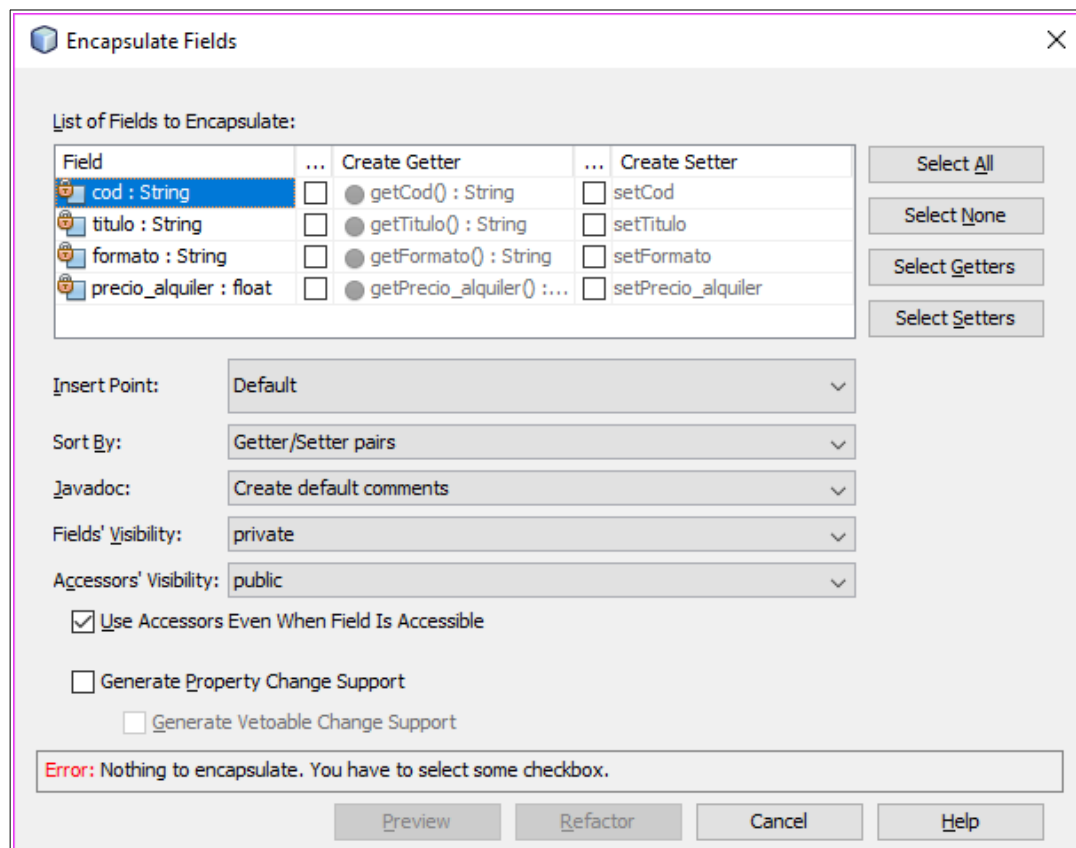 Encapsulate Fields
List of Fields to Encapsulate:
Field ... Create Getter ... Create Setter
cod : String getCod() : String setCod
titulo : String getTitulo() : String setTitulo
formato : String getFormato() : String setFormato
precio_alquiler : float getPrecio_alquiler() :... setPrecio_alquiler
Select All
Select None
Select Getters
Select Setters
Insert Point: Default
Sort By: Getter/Setter pairs
Javadoc: Create default comments
Fields' Visibility: private
Accessors' Visibility: public
Use Accessors Even When Field Is Accessible
Generate Property Change Support
Generate Vetoable Change Support
Error: Nothing to encapsulate. You have to select some checkbox.
Preview Refactor Cancel Help